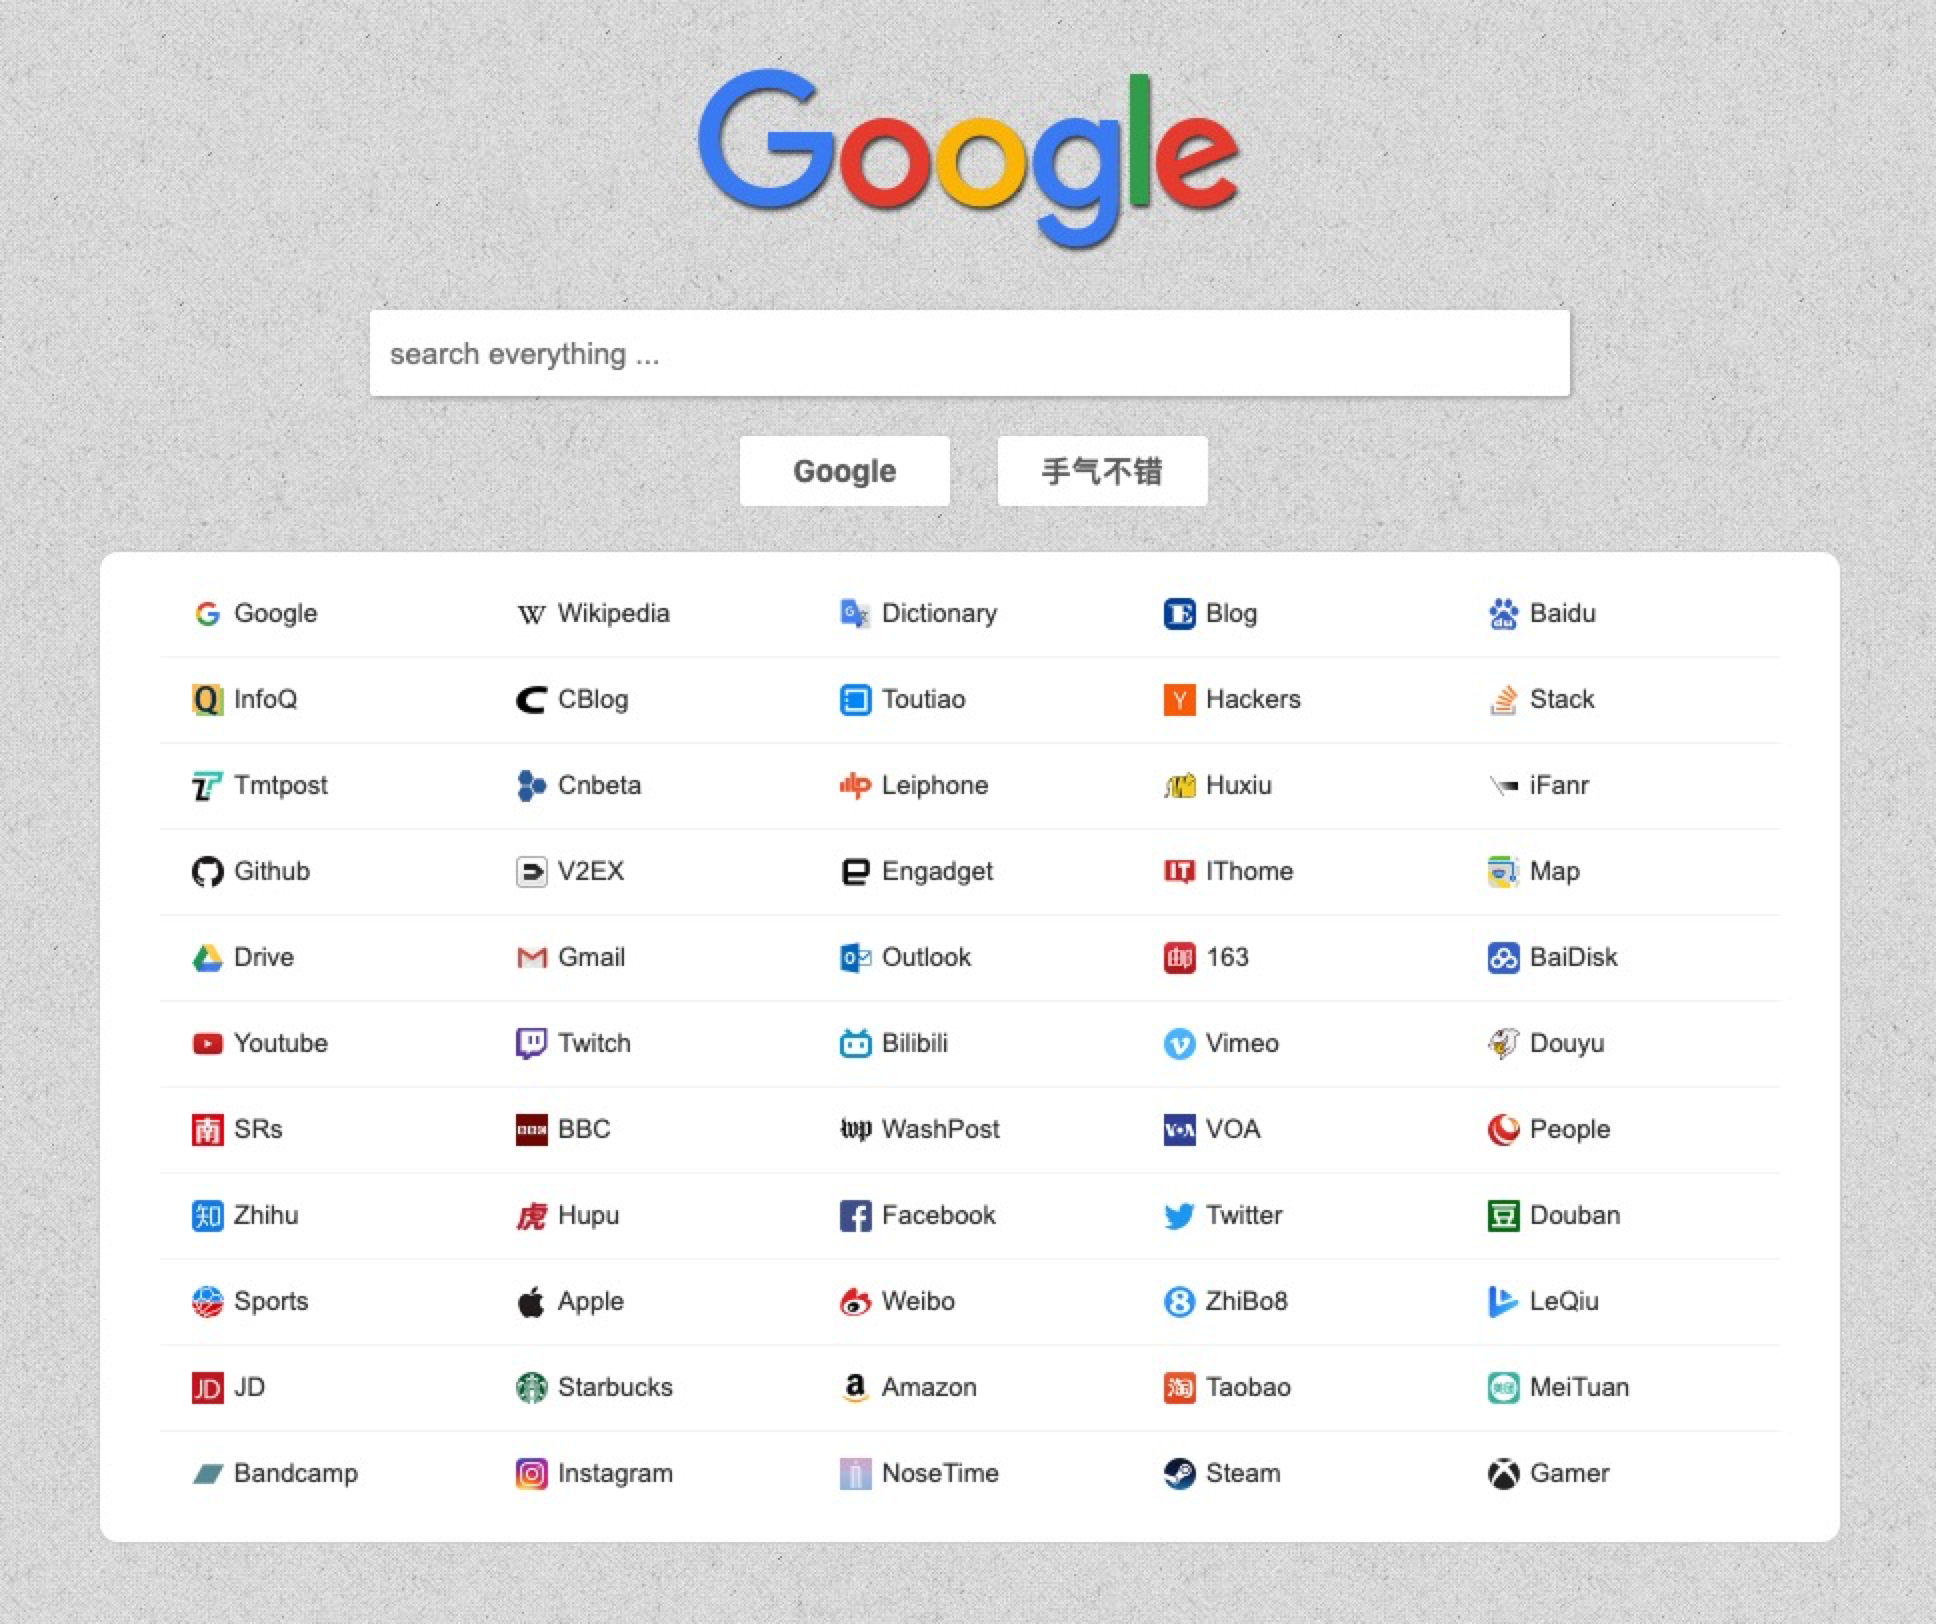 Google
search everything ...
Google 手气不错
Google Wikipedia Dictionary Blog Baidu
InfoQ CBlog Toutiao Hackers Stack
Tmtpost Cnbeta Leiphone Huxiu iFanr
Github V2EX Engadget IThome Map
Drive Gmail Outlook 163 BaiDisk
Youtube Twitch Bilibili Vimeo Douyu
SRs BBC WashPost VOA People
Zhihu Hupu Facebook Twitter Douban
Sports Apple Weibo ZhiBo8 LeQiu
JD Starbucks Amazon Taobao MeiTuan
Bandcamp Instagram NoseTime Steam Gamer